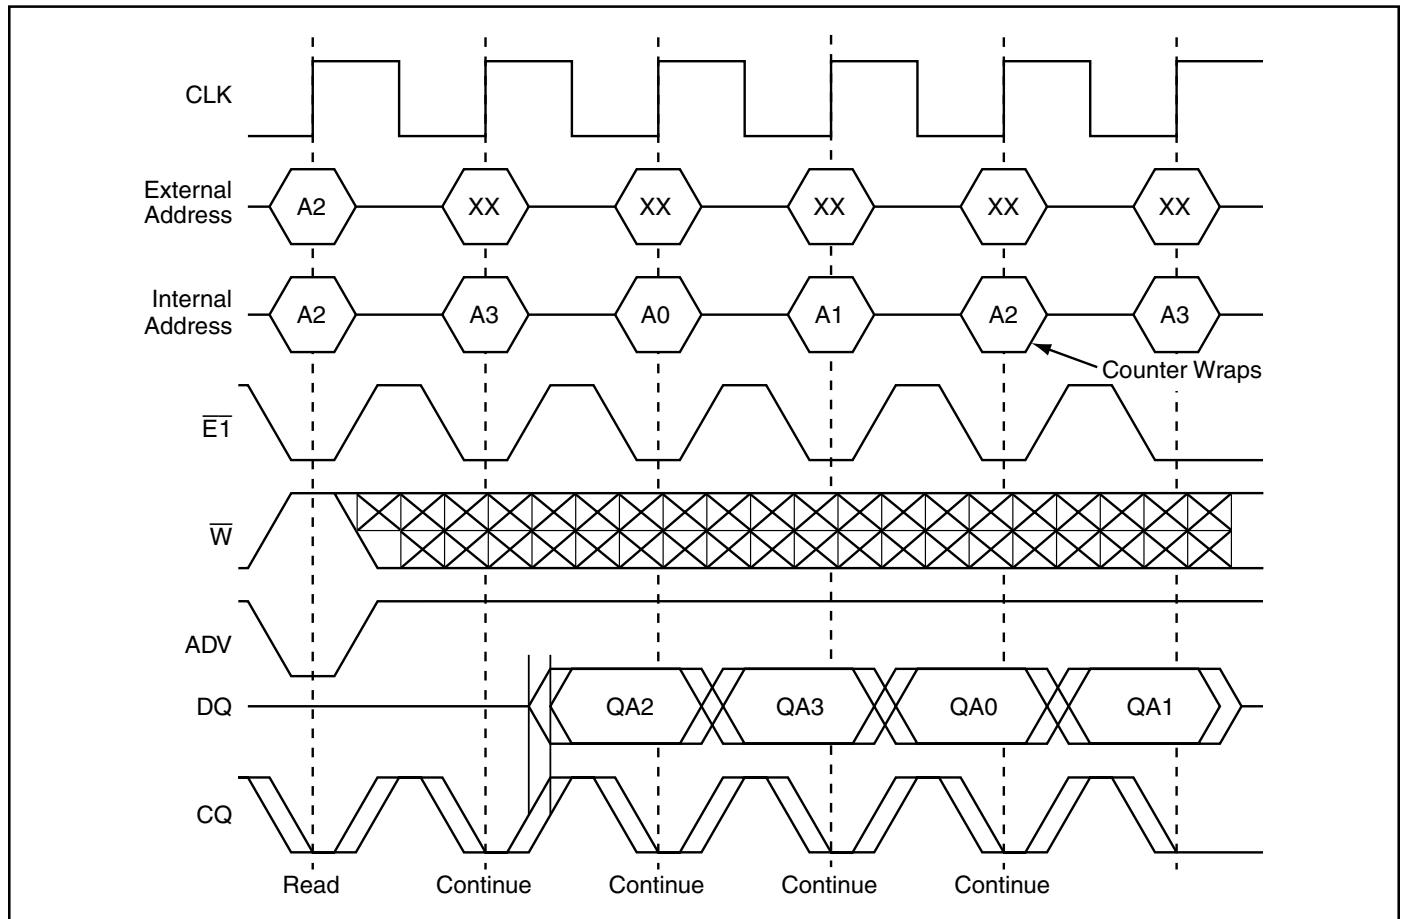 CLK
External
Address
A2 XX XX XX XX XX
Internal
Address
A2 A3 A0 A1 A2 A3
Counter Wraps
E1
W
ADV
DQ
QA2 QA3 QA0 QA1
CQ
Read Continue Continue Continue Continue